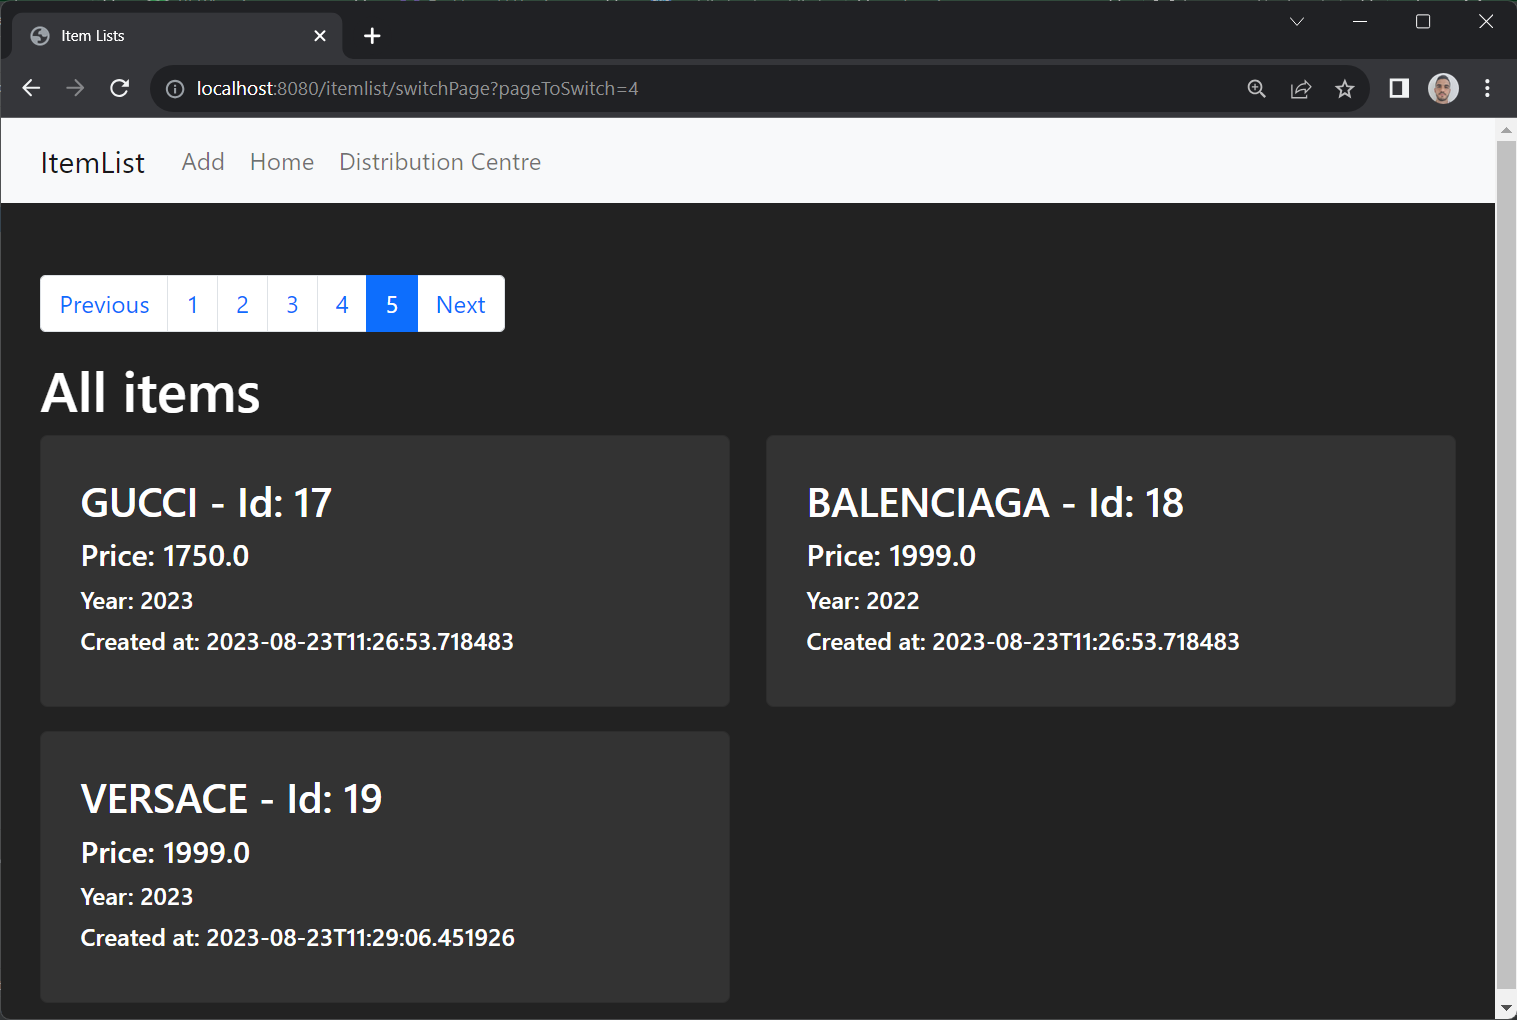 Item Lists
localhost:8080/itemlist/switchPage?pageToSwitch=4
ItemList Add Home Distribution Centre
Previous 1 2 3 4 5 Next
All items
GUCCI - Id: 17
Price: 1750.0
Year: 2023
Created at: 2023-08-23T11:26:53.718483
BALENCIAGA - Id: 18
Price: 1999.0
Year: 2022
Created at: 2023-08-23T11:26:53.718483
VERSACE - Id: 19
Price: 1999.0
Year: 2023
Created at: 2023-08-23T11:29:06.451926